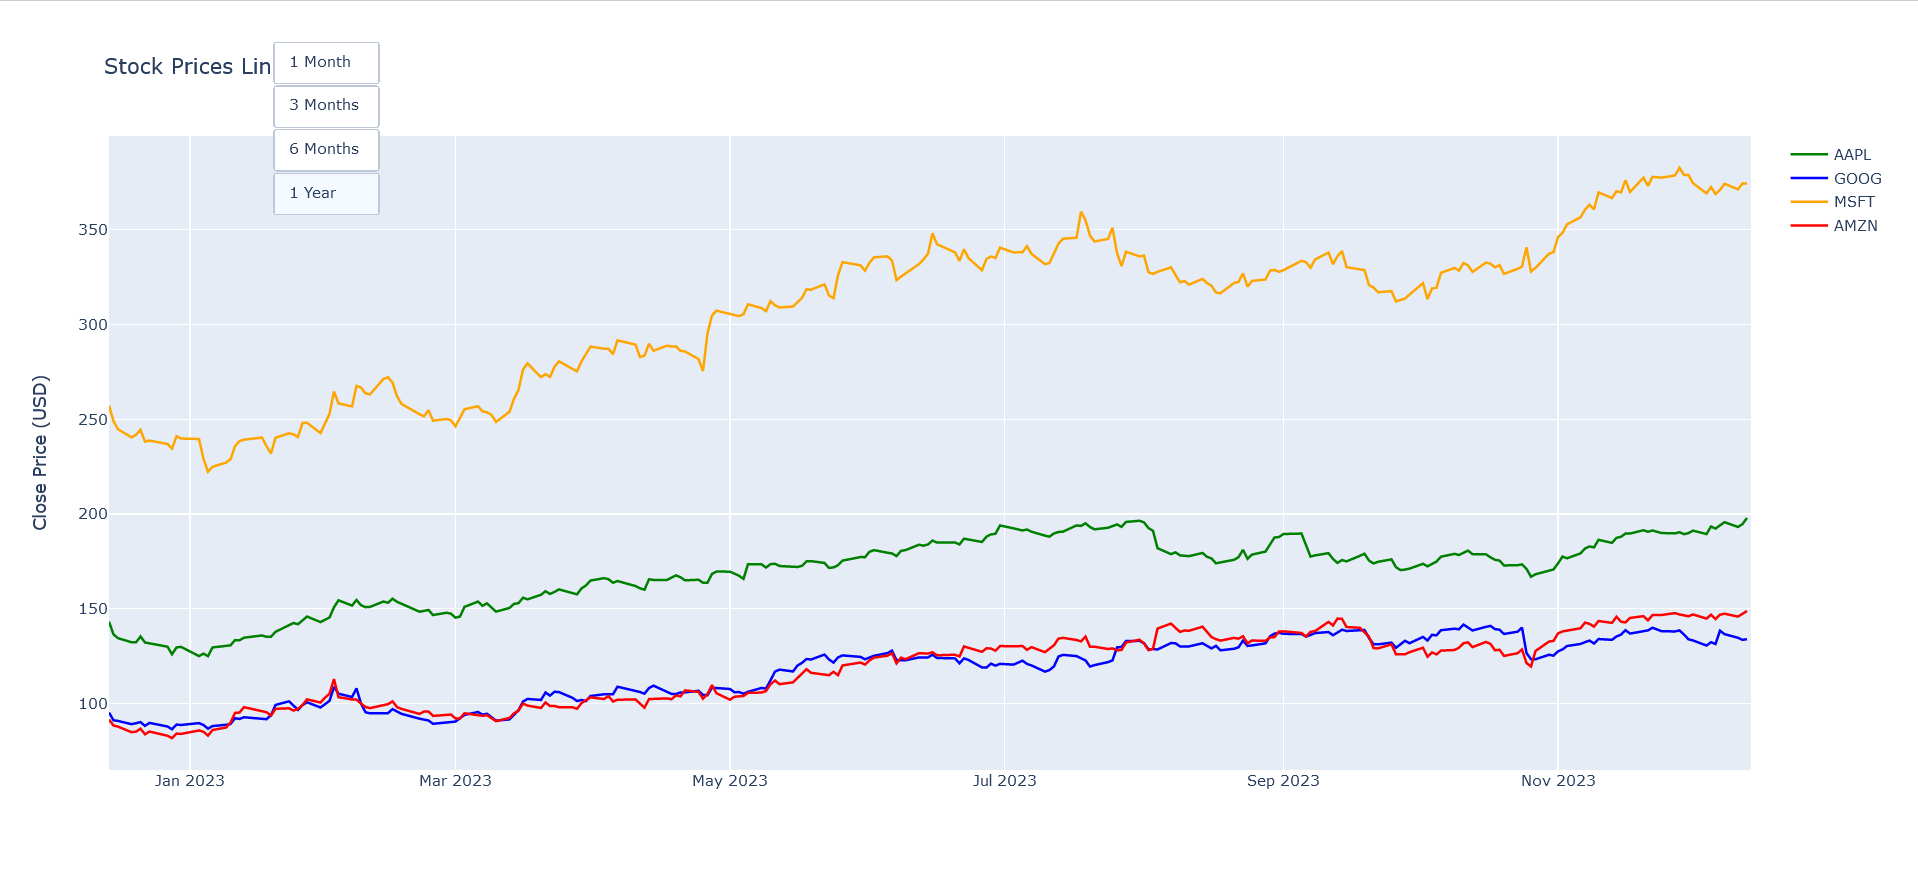 Stock Prices Lin
1 Month
3 Months
6 Months
1 Year
AAPL
GOOG
MSFT
AMZN
Close Price (USD)
350
300
250
200
150
100
Jan 2023
Mar 2023
May 2023
Jul 2023
Sep 2023
Nov 2023